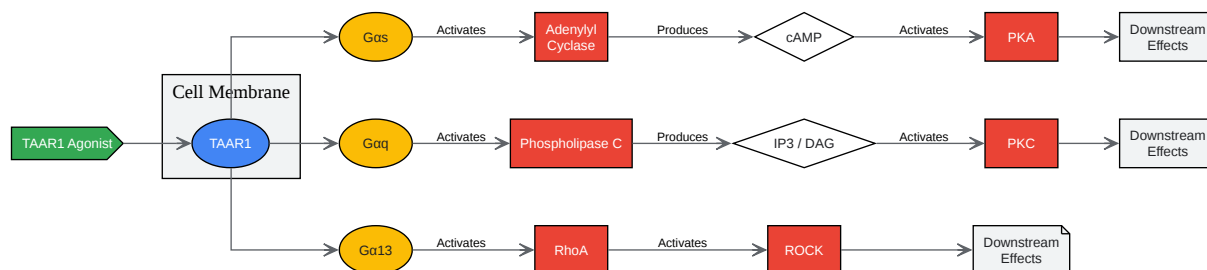 Gαs
Activates
Adenylyl
Cyclase
Produces
cAMP
Activates
PKA
Downstream
Effects
Cell Membrane
TAAR1 Agonist
TAAR1
Gαq
Activates
Phospholipase C
Produces
IP3 / DAG
Activates
PKC
Downstream
Effects
Gα13
Activates
RhoA
Activates
ROCK
Downstream
Effects